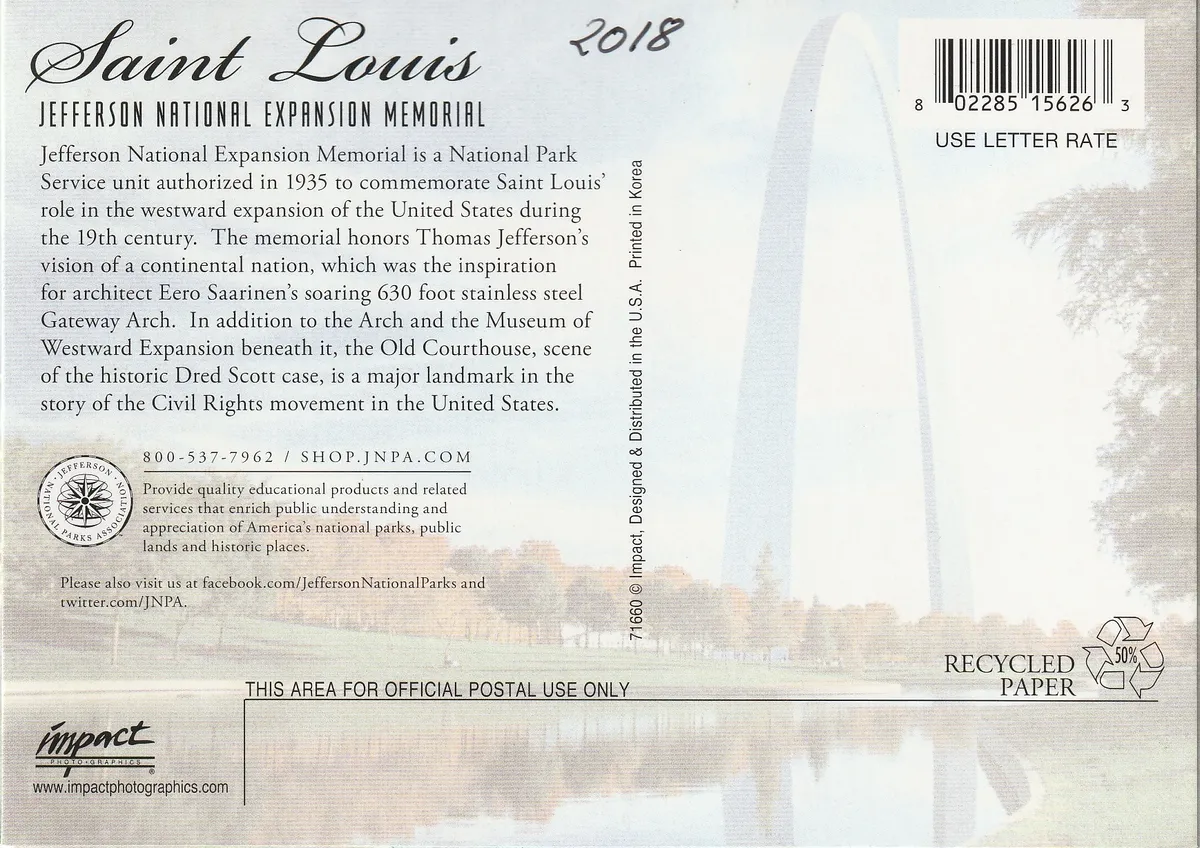 Saint Louis
2018
JEFFERSON NATIONAL EXPANSION MEMORIAL
Jefferson National Expansion Memorial is a National Park
Service unit authorized in 1935 to commemorate Saint Louis'
role in the westward expansion of the United States during
the 19th century. The memorial honors Thomas Jefferson's
vision of a continental nation, which was the inspiration
for architect Eero Saarinen's soaring 630 foot stainless steel
Gateway Arch. In addition to the Arch and the Museum of
Westward Expansion beneath it, the Old Courthouse, scene
of the historic Dred Scott case, is a major landmark in the
story of the Civil Rights movement in the United States.
800-537-7962 / SHOP.JNPA.COM
JEFFERSON · NATIONAL PARKS ASSOCIATION ·
Provide quality educational products and related
services that enrich public understanding and
appreciation of America's national parks, public
lands and historic places.
Please also visit us at facebook.com/JeffersonNationalParks and
twitter.com/JNPA.
71660 © Impact, Designed & Distributed in the U.S.A. Printed in Korea
8 02285 15626 3
USE LETTER RATE
RECYCLED
PAPER
50%
THIS AREA FOR OFFICIAL POSTAL USE ONLY
impact
PHOTO•GRAPHICS
®
www.impactphotographics.com